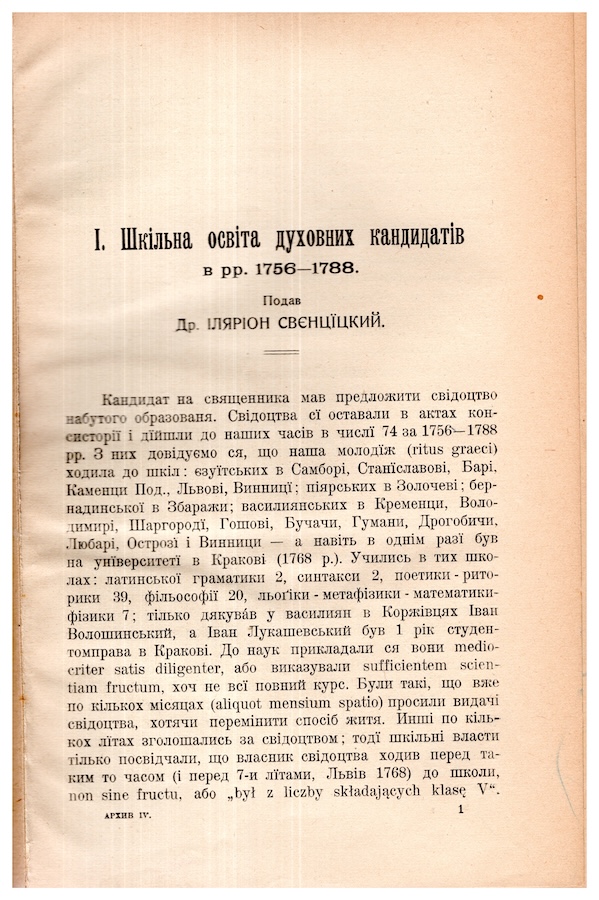 І. Шкільна освіта духовних кандидатів
в рр. 1756—1788.
Подав
Др. ІЛЯРІОН СВЄНЦЇЦКИЙ.
Кандидат на священника мав предложити свідоцтво
набутого образованя. Свідоцтва сї оставали в актах кон-
систорії і дїйшли до наших часів в числї 74 за 1756—1788
рр. З них довідуємо ся, що наша молодїж (ritus graeci)
ходила до шкіл: єзуїтських в Самборі, Станїславові, Барі,
Каменци Под., Львові, Винницї; піярських в Золочеві; бер-
надинської в Збаражи; василиянських в Кременци, Воло-
димирі, Шаргородї, Гошові, Бучачи, Гумани, Дрогобичи,
Любарі, Острозї і Винници — а навіть в однїм разї був
на унїверситетї в Кракові (1768 р.). Учились в тих шко-
лах: латинської граматики 2, синтакси 2, поетики - рито-
рики 39, фільософії 20, льоґіки - метафізики - математики-
фізики 7; тілько дякува́в у василиян в Коржівцях Іван
Волошинський, а Іван Лукашевський був 1 рік студен-
томправа в Кракові. До наук прикладали ся вони medio-
criter satis diligenter, або виказували sufficientem scien-
tiam fructum, хоч не всї повний курс. Були такі, що вже
по кількох місяцах (aliquot mensium spatio) просили видачі
свідоцтва, хотячи перемінити спосіб житя. Инші по кіль-
кох лїтах зголошались за свідоцтвом; тодї шкільні власти
тілько посвідчали, що власник свідоцтва ходив перед та-
ким то часом (і перед 7-и лїтами, Львів 1768) до школи,
non sine fructu, або „był z liczby składających klasę V“.
АРХИВ IV.
1